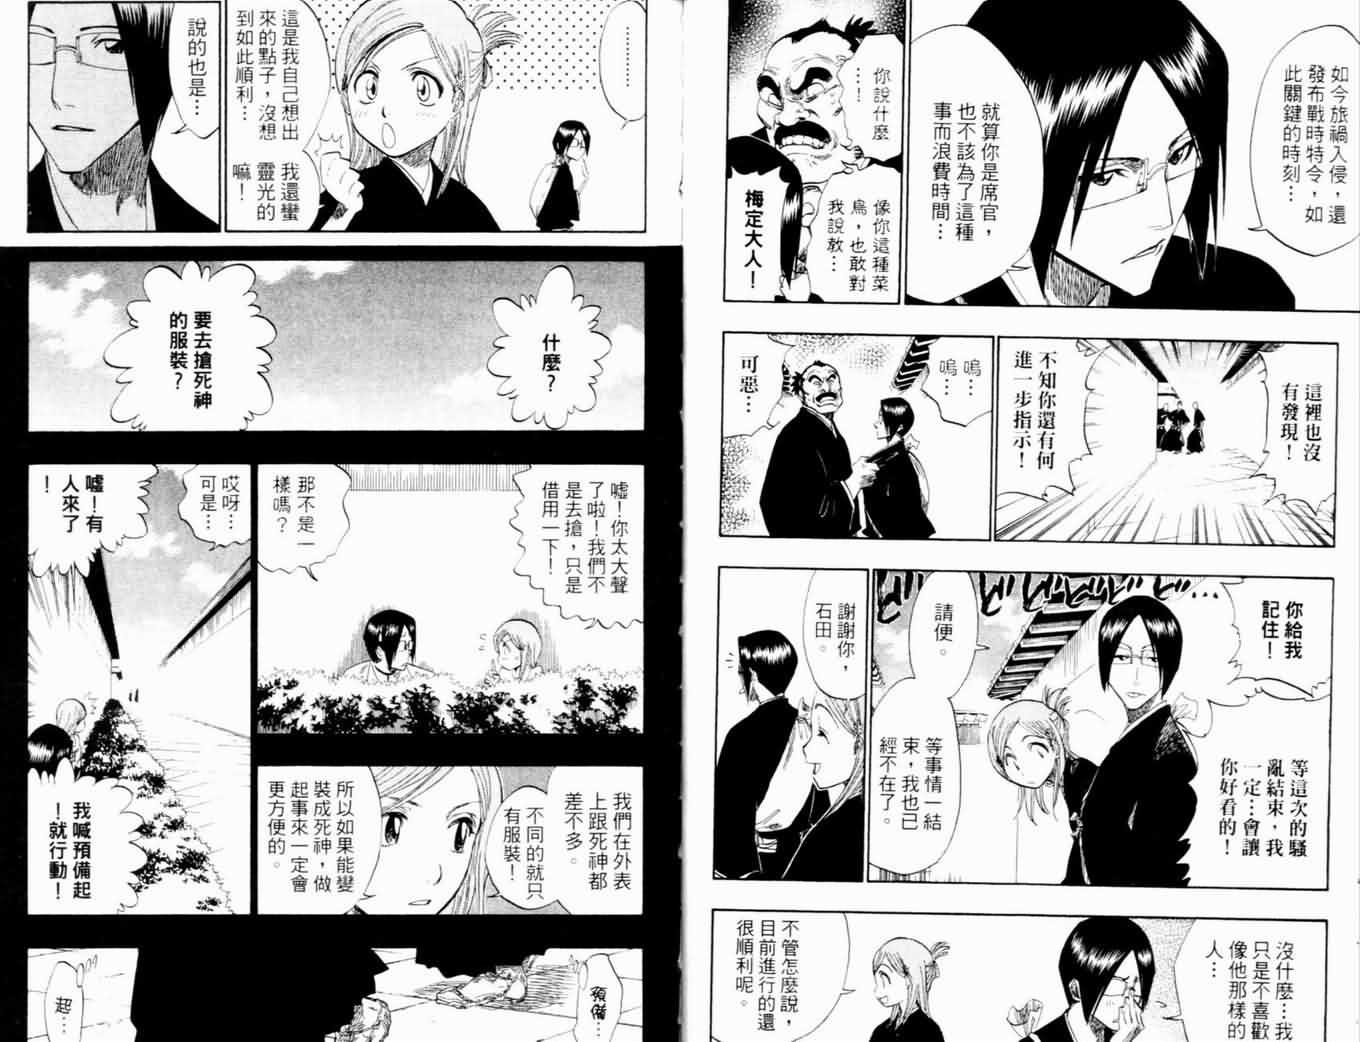 如今旅禍入侵，還
發布戰時特令，如
此關鍵的時刻…
就算你是席官，
也不該為了這種
事而浪費時間…
你說什麼
…！
像你這種菜
鳥，也敢對
我說教…
梅定大人！
這裡也沒
有發現！
不知你還有何
進一步指示！
嗚…
嗚…
可惡…
你給我
記住！
等這次的騷
亂結束，我
一定…會讓
你好看的！
請便。
等事情一結
束，我也已
經不在了。
謝謝你，
石田。
沒什麼…我
只是不喜歡
像他那樣的
人…
不管怎麼說，
目前進行的還
很順利呢。
………
這是我自己想出
來的點子，沒想
到如此順利…
我還蠻
靈光的
嘛！
說的也是…
什麼？
要去搶死神
的服裝？
噓！你太大聲
了啦！我們不
是去搶，只是
借用一下！
那不是一
樣嗎？
哎呀…
可是…
噓！有
人來了
！
我們在外表
上跟死神都
差不多。
不同的就只
有服裝！
所以如果能變
裝成死神，做
起事來一定會
更方便的。
我喊預備起
！就行動！
預備…
起…